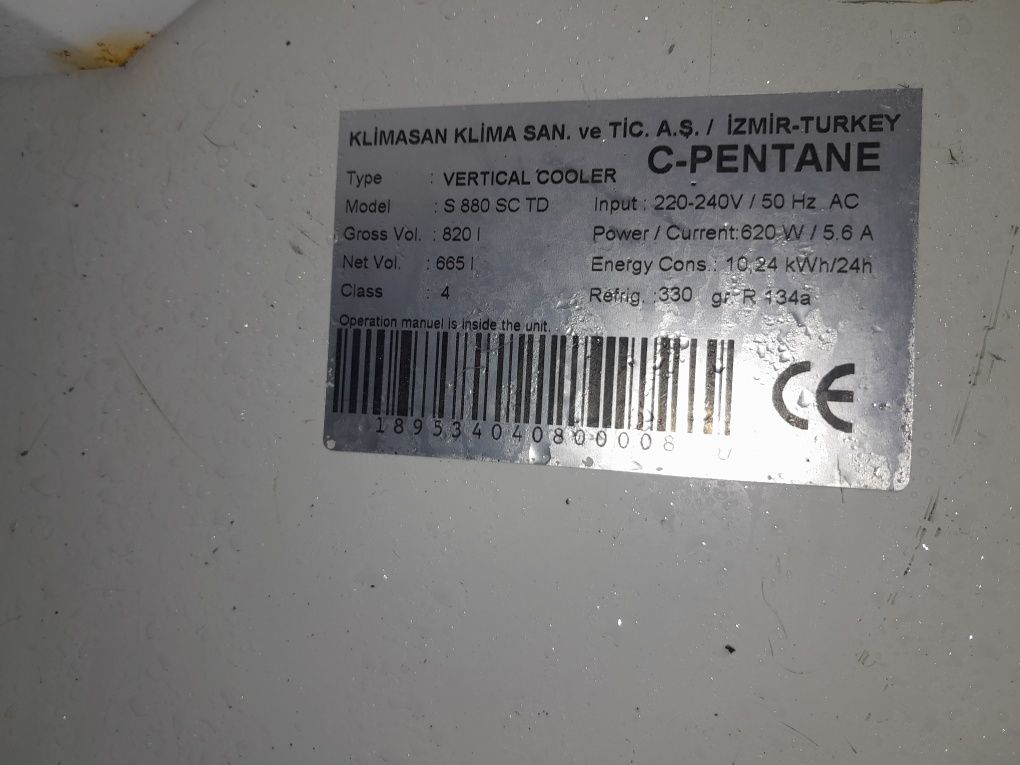 KLİMASAN KLİMA SAN. ve TİC. A.Ş. / İZMİR-TURKEY
C-PENTANE
Type : VERTICAL COOLER
Model : S 880 SC TD Input : 220-240V / 50 Hz AC
Gross Vol. : 820 l Power / Current:620 W / 5.6 A
Net Vol. : 665 l Energy Cons.: 10,24 kWh/24h
Class : 4 Refrig. :330 gr. R 134a
Operation manuel is inside the unit.
CE